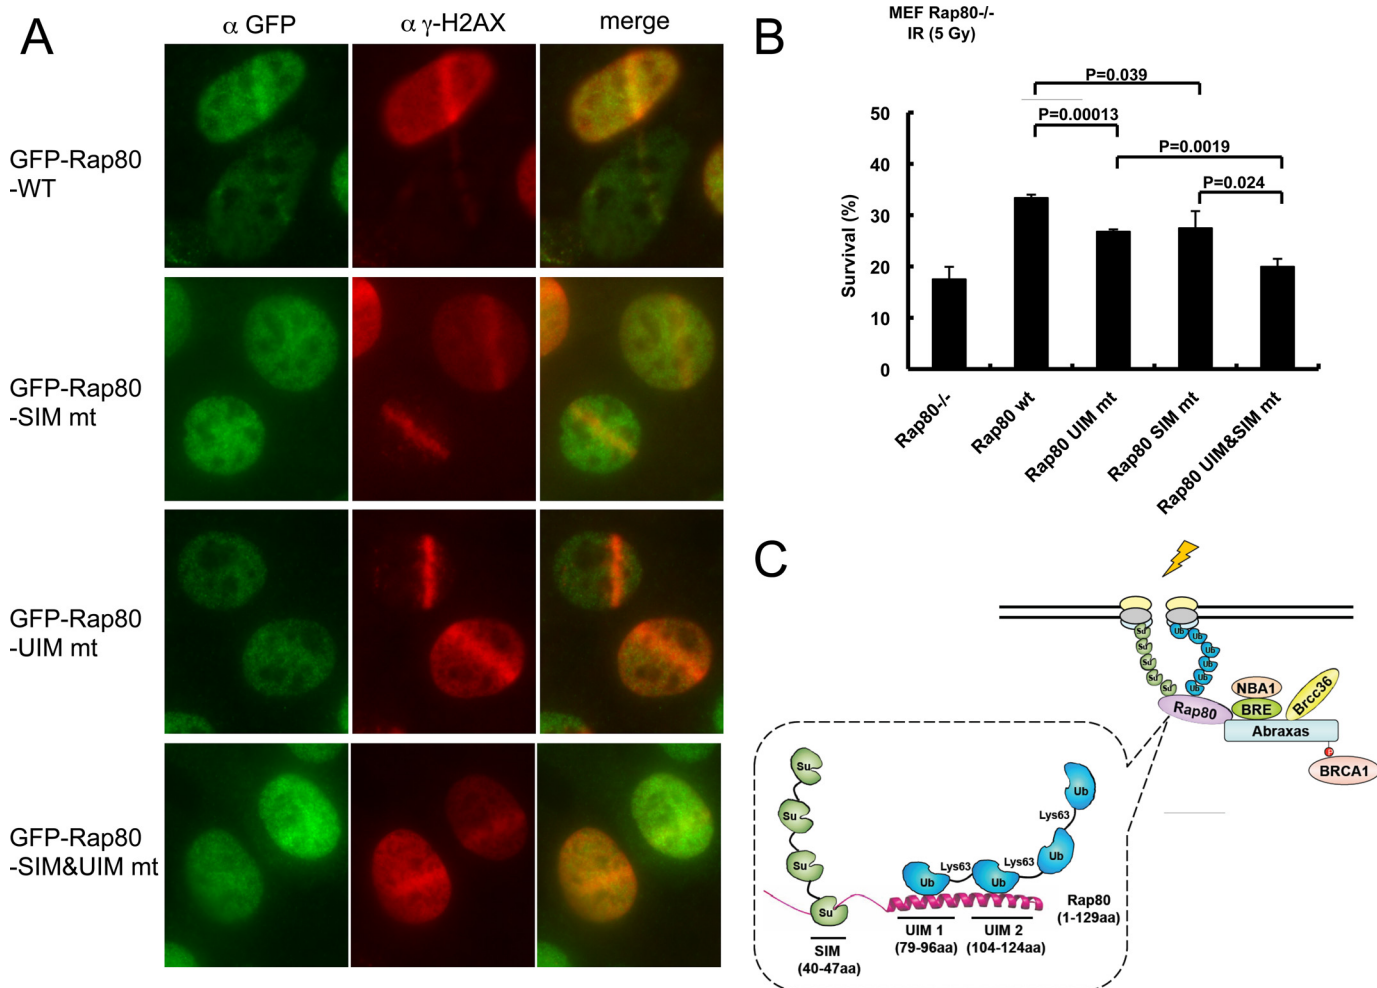 A
α GFP
α γ-H2AX
merge
GFP-Rap80
-WT
GFP-Rap80
-SIM mt
GFP-Rap80
-UIM mt
GFP-Rap80
-SIM&UIM mt
B
MEF Rap80-/-
IR (5 Gy)
P=0.039
P=0.00013
P=0.0019
P=0.024
Survival (%)
50
40
30
20
10
0
Rap80-/-
Rap80 wt
Rap80 UIM mt
Rap80 SIM mt
Rap80 UIM&SIM mt
C
Su
Su
Su
Su
Su
Ub
Ub
Ub
Ub
Ub
Ub
Rap80
NBA1
BRE
Brcc36
Abraxas
P
BRCA1
Su
Su
Su
Su
Ub
Lys63
Ub
Lys63
Ub
Lys63
Ub
SIM
(40-47aa)
UIM 1
(79-96aa)
UIM 2
(104-124aa)
Rap80
(1-129aa)